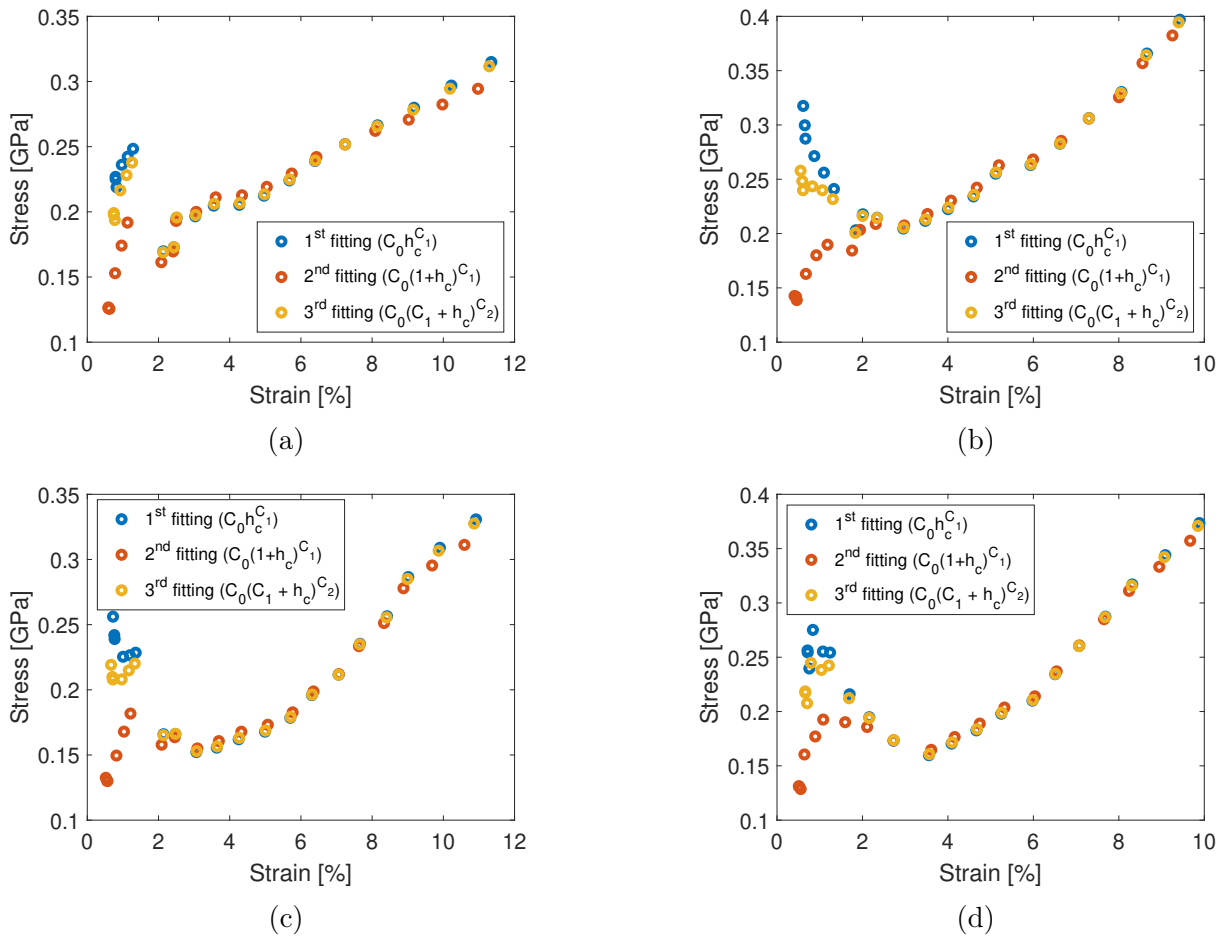 0.35
0.3
0.25
0.2
0.15
0.1
Stress [GPa]
0 2 4 6 8 10 12
Strain [%]
1st fitting (C0hcC1)
2nd fitting (C0(1+hc)C1)
3rd fitting (C0(C1 + hc)C2)
(a)
0.4
0.35
0.3
0.25
0.2
0.15
0.1
Stress [GPa]
0 2 4 6 8 10
Strain [%]
1st fitting (C0hcC1)
2nd fitting (C0(1+hc)C1)
3rd fitting (C0(C1 + hc)C2)
(b)
0.35
0.3
0.25
0.2
0.15
0.1
Stress [GPa]
0 2 4 6 8 10 12
Strain [%]
1st fitting (C0hcC1)
2nd fitting (C0(1+hc)C1)
3rd fitting (C0(C1 + hc)C2)
(c)
0.4
0.35
0.3
0.25
0.2
0.15
0.1
Stress [GPa]
0 2 4 6 8 10
Strain [%]
1st fitting (C0hcC1)
2nd fitting (C0(1+hc)C1)
3rd fitting (C0(C1 + hc)C2)
(d)